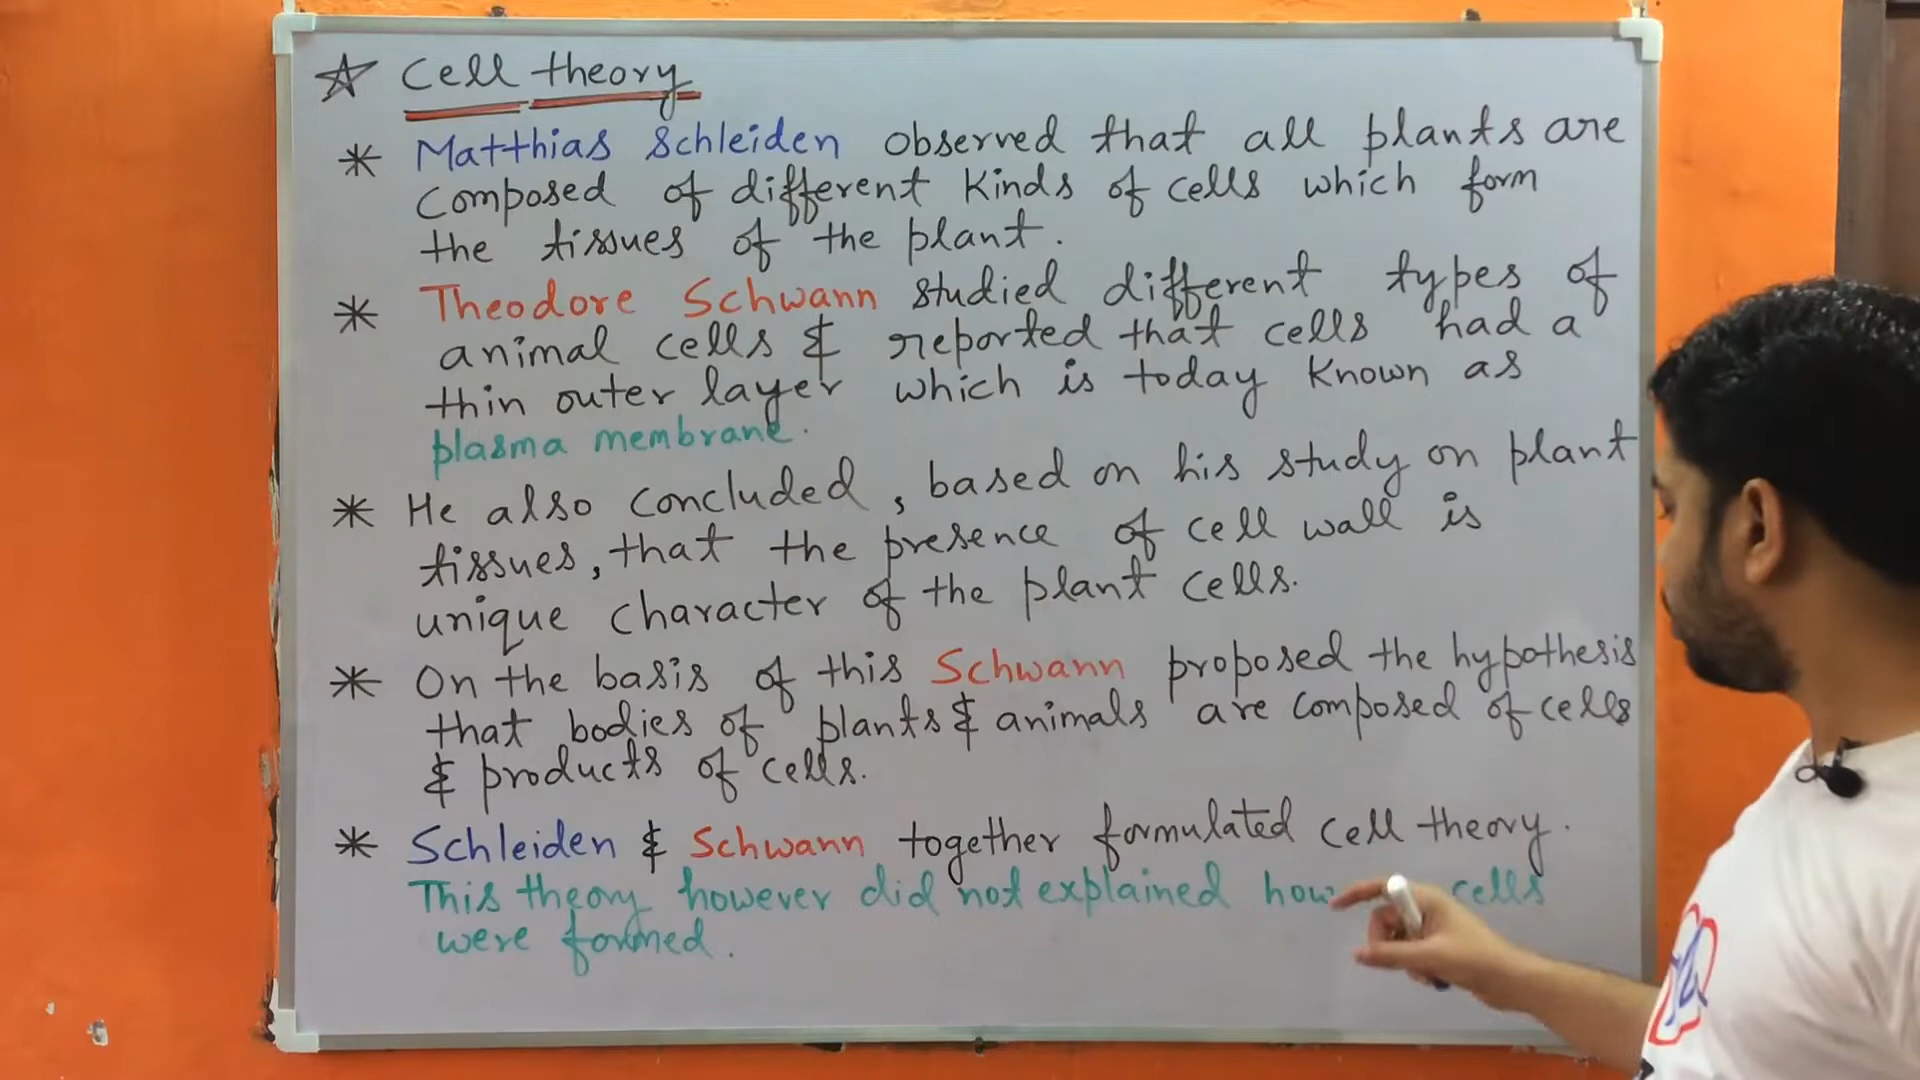 ☆ Cell theory
* Matthias Schleiden observed that all plants are
composed of different kinds of cells which form
the tissues of the plant.
* Theodore Schwann studied different types of
animal cells & reported that cells had a
thin outer layer which is today known as
plasma membrane.
* He also concluded, based on his study on plant
tissues, that the presence of cell wall is
unique character of the plant cells.
* On the basis of this Schwann proposed the hypothesis
that bodies of plants & animals are composed of cells
& products of cells.
* Schleiden & Schwann together formulated cell theory.
This theory however did not explained how cells
were formed.